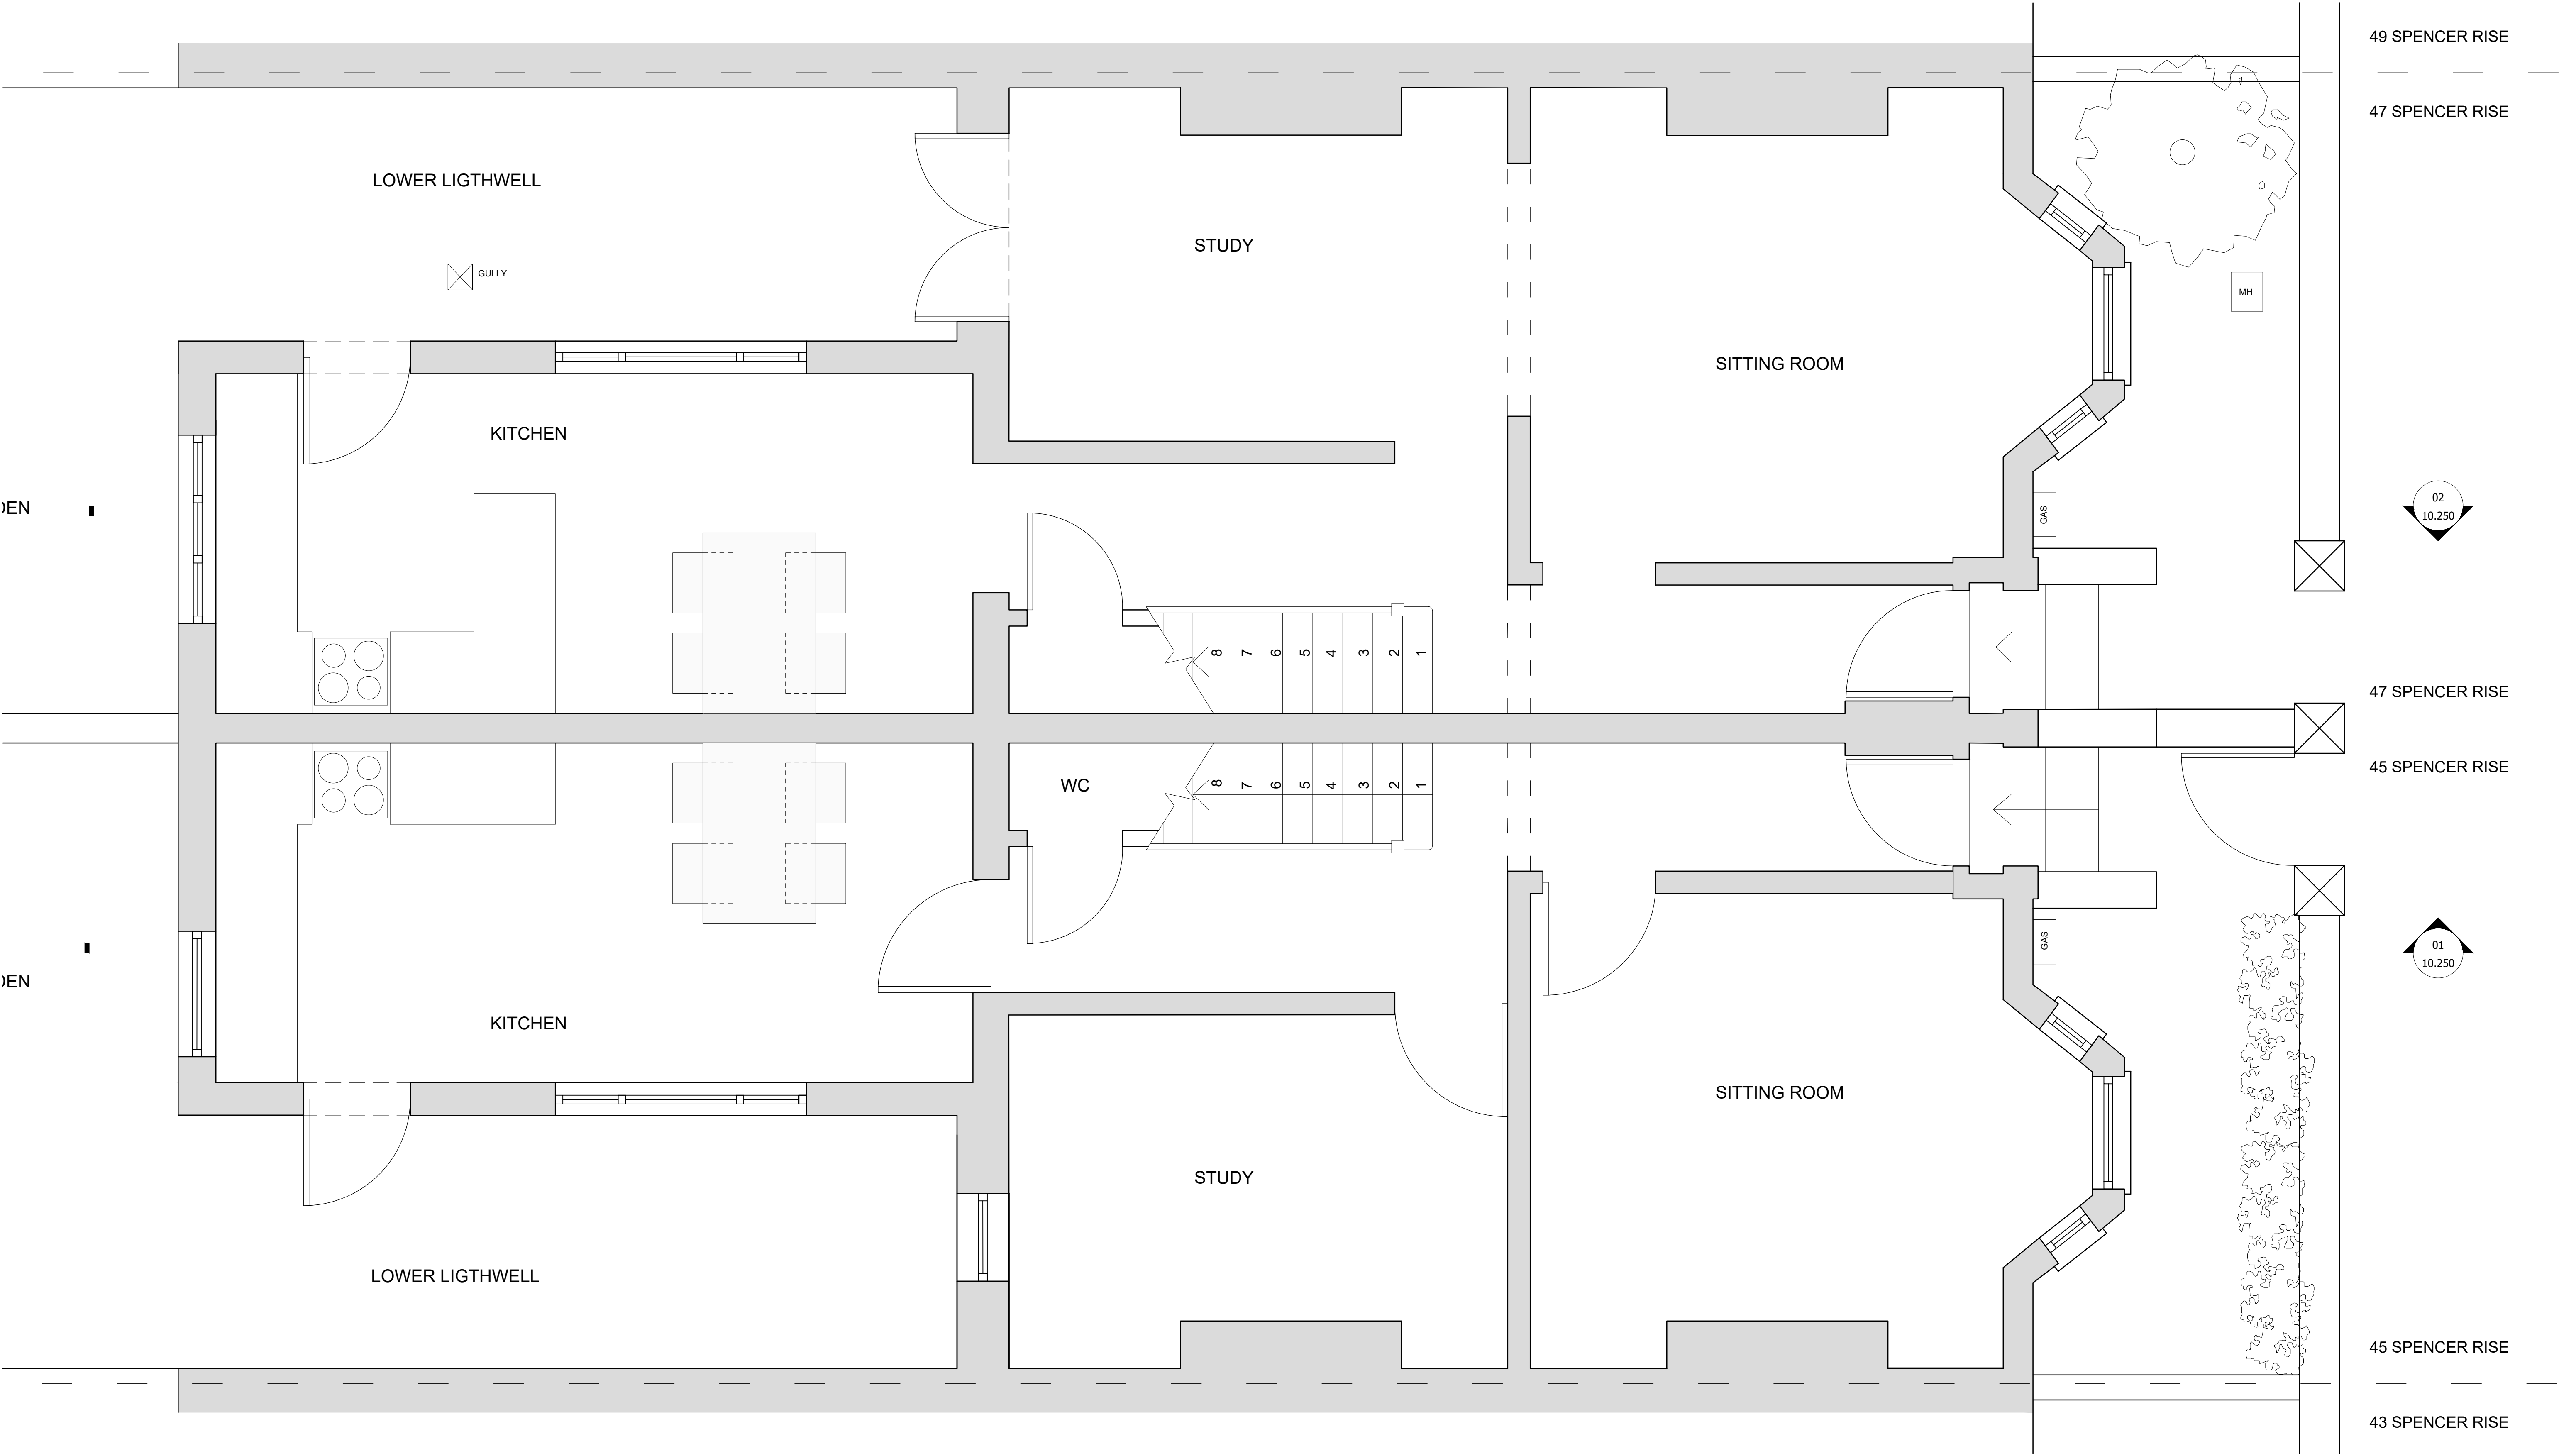 49 SPENCER RISE
47 SPENCER RISE
LOWER LIGTHWELL
STUDY
GULLY
MH
SITTING ROOM
KITCHEN
DEN
GAS
02
10.250
8 7 6 5 4 3 2 1
47 SPENCER RISE
45 SPENCER RISE
WC
8 7 6 5 4 3 2 1
GAS
01
10.250
DEN
KITCHEN
SITTING ROOM
STUDY
LOWER LIGTHWELL
45 SPENCER RISE
43 SPENCER RISE